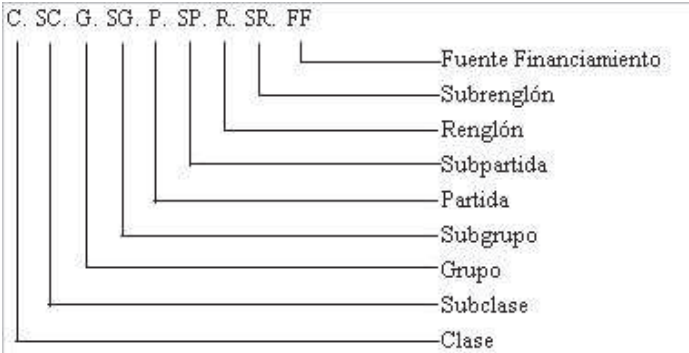 C. SC. G. SG. P. SP. R. SR. FF
Fuente Financiamiento
Subrenglón
Renglón
Subpartida
Partida
Subgrupo
Grupo
Subclase
Clase